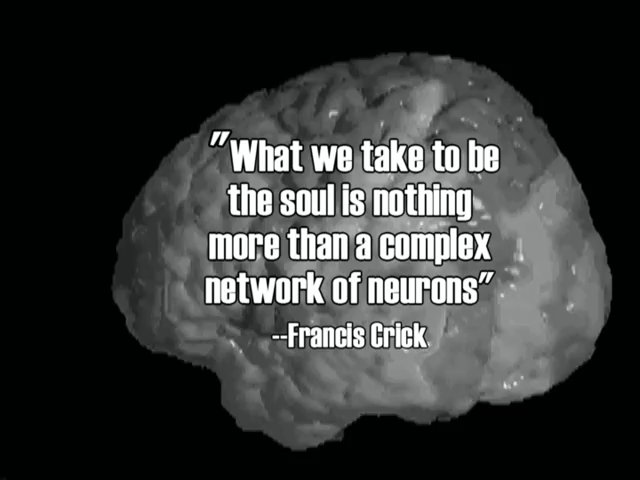 "What we take to be
the soul is nothing
more than a complex
network of neurons"
--Francis Crick